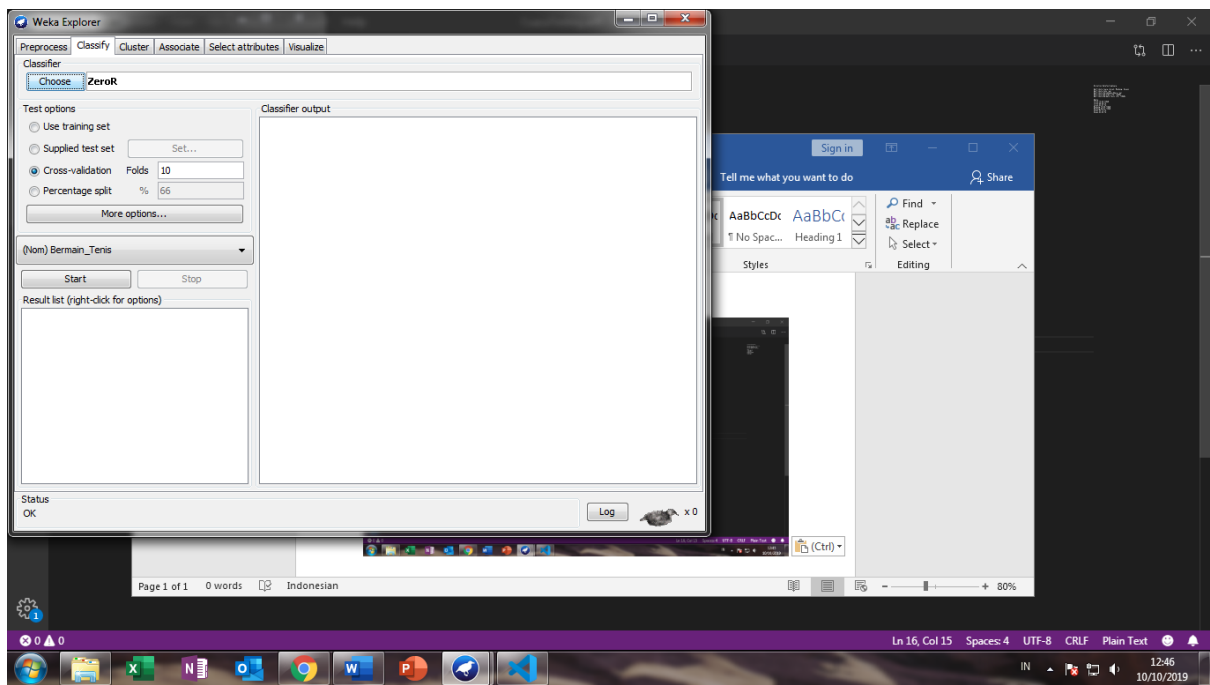 Weka Explorer
Preprocess Classify Cluster Associate Select attributes Visualize
Classifier
Choose ZeroR
Test options
Use training set
Supplied test set Set...
Cross-validation Folds 10
Percentage split % 66
More options...
(Nom) Bermain_Tenis
Start Stop
Result list (right-click for options)
Classifier output
Status
OK
Log x 0
Sign in
Tell me what you want to do Share
AaBbCcDc AaBbCc
¶ No Spac... Heading 1
Styles
Find
Replace
Select
Editing
(Ctrl)
Page 1 of 1 0 words Indonesian 80%
1
0 0 Ln 16, Col 15 Spaces: 4 UTF-8 CRLF Plain Text
IN 12:46
10/10/2019